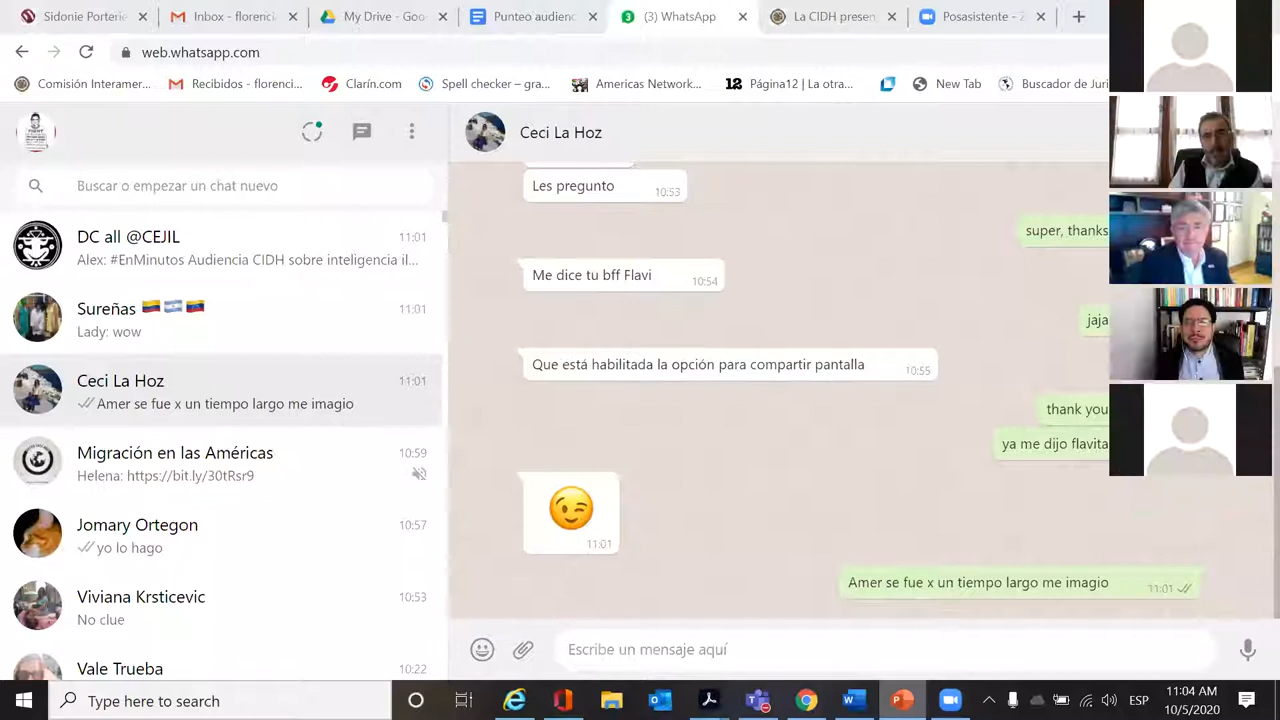 Sidonie Porterie
Inbox - florenci
My Drive - Goo
Punteo audienc
(3) WhatsApp
La CIDH presen
Posasistente - Z
web.whatsapp.com
Comisión Interamer...
Recibidos - florenci...
Clarín.com
Spell checker – gra...
Americas Network...
12 Página12 | La otra...
New Tab
Buscador de Juri
Ceci La Hoz
Buscar o empezar un chat nuevo
DC all @CEJIL 11:01
Alex: #EnMinutos Audiencia CIDH sobre inteligencia il...
Sureñas 🇨🇴🇦🇷🇻🇪 11:01
Lady: wow
Ceci La Hoz 11:01
Amer se fue x un tiempo largo me imagio
Migración en las Américas 10:59
Helena: https://bit.ly/30tRsr9
Jomary Ortegon 10:57
yo lo hago
Viviana Krsticevic 10:53
No clue
Vale Trueba 10:22
Les pregunto 10:53
super, thanks
Me dice tu bff Flavi 10:54
jaja
Que está habilitada la opción para compartir pantalla 10:55
thank you
ya me dijo flavita
😉 11:01
Amer se fue x un tiempo largo me imagio 11:01
Escribe un mensaje aquí
Type here to search
ESP
11:04 AM
10/5/2020